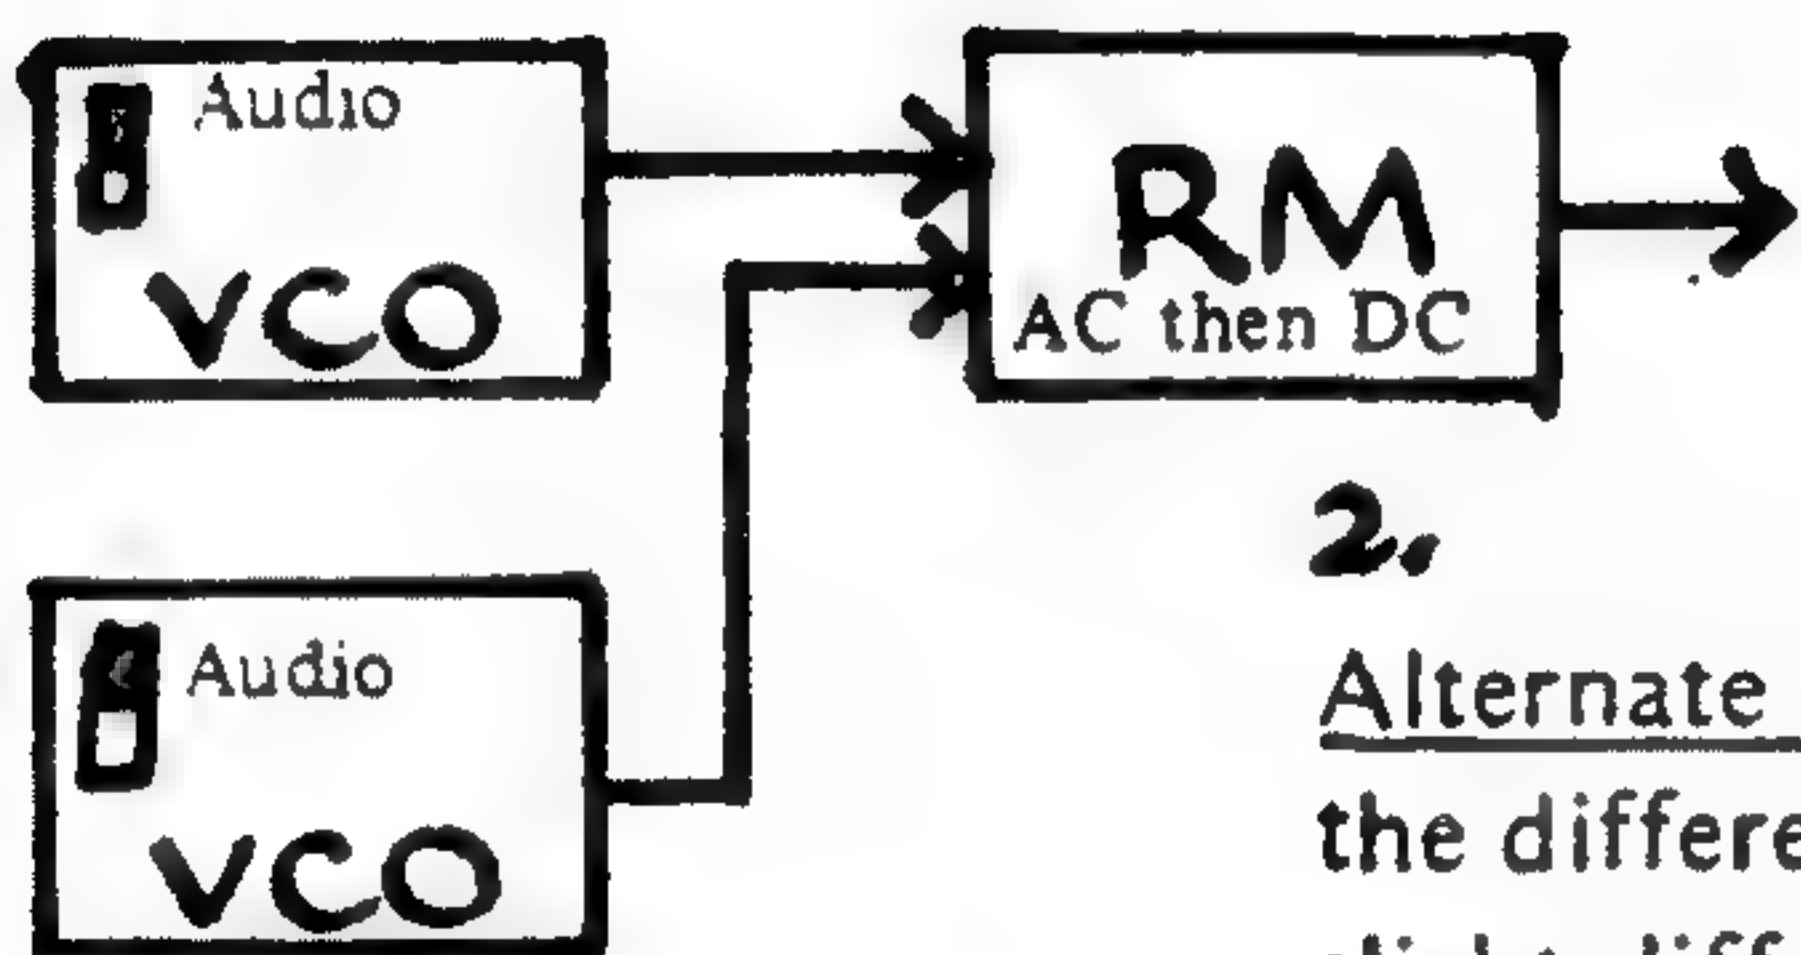 Audio
VCO
RM
AC then DC
2.
Audio
VCO
Alternate
the differe